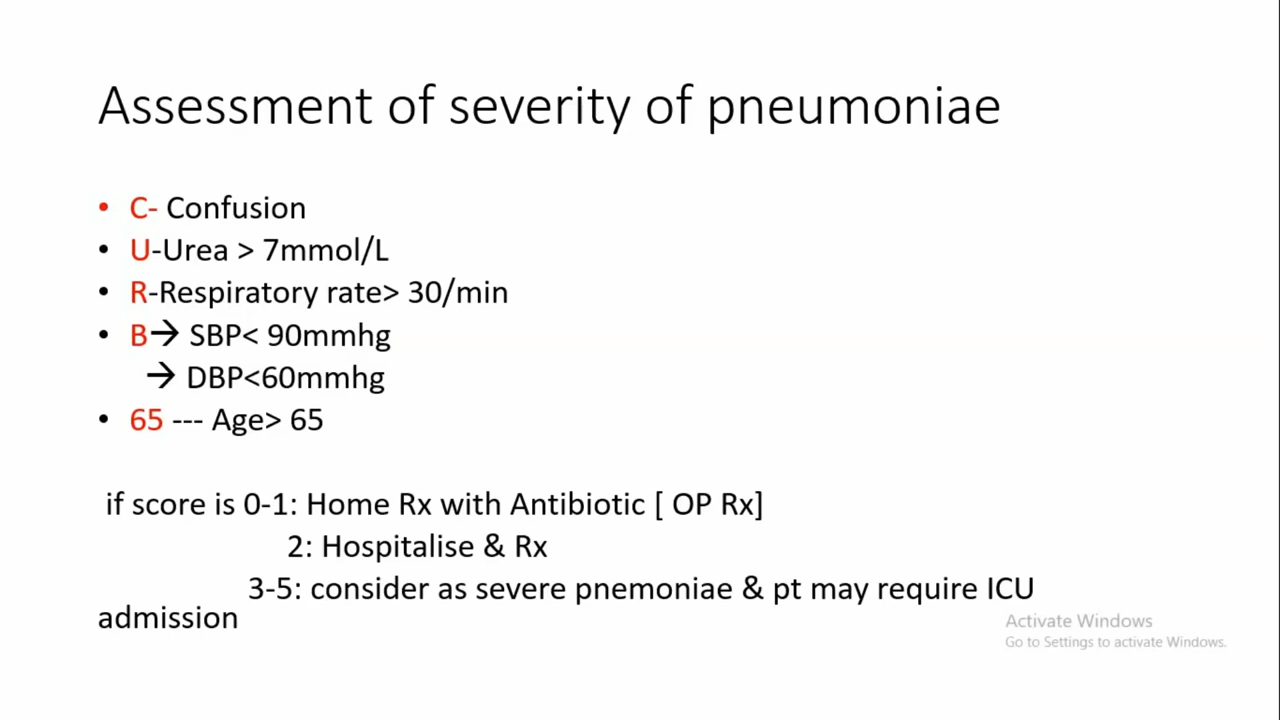 Assessment of severity of pneumoniae
• C- Confusion
• U-Urea > 7mmol/L
• R-Respiratory rate> 30/min
• B→ SBP< 90mmhg
→ DBP<60mmhg
• 65 --- Age> 65
if score is 0-1: Home Rx with Antibiotic [ OP Rx]
2: Hospitalise & Rx
3-5: consider as severe pnemoniae & pt may require ICU
admission
Activate Windows
Go to Settings to activate Windows.